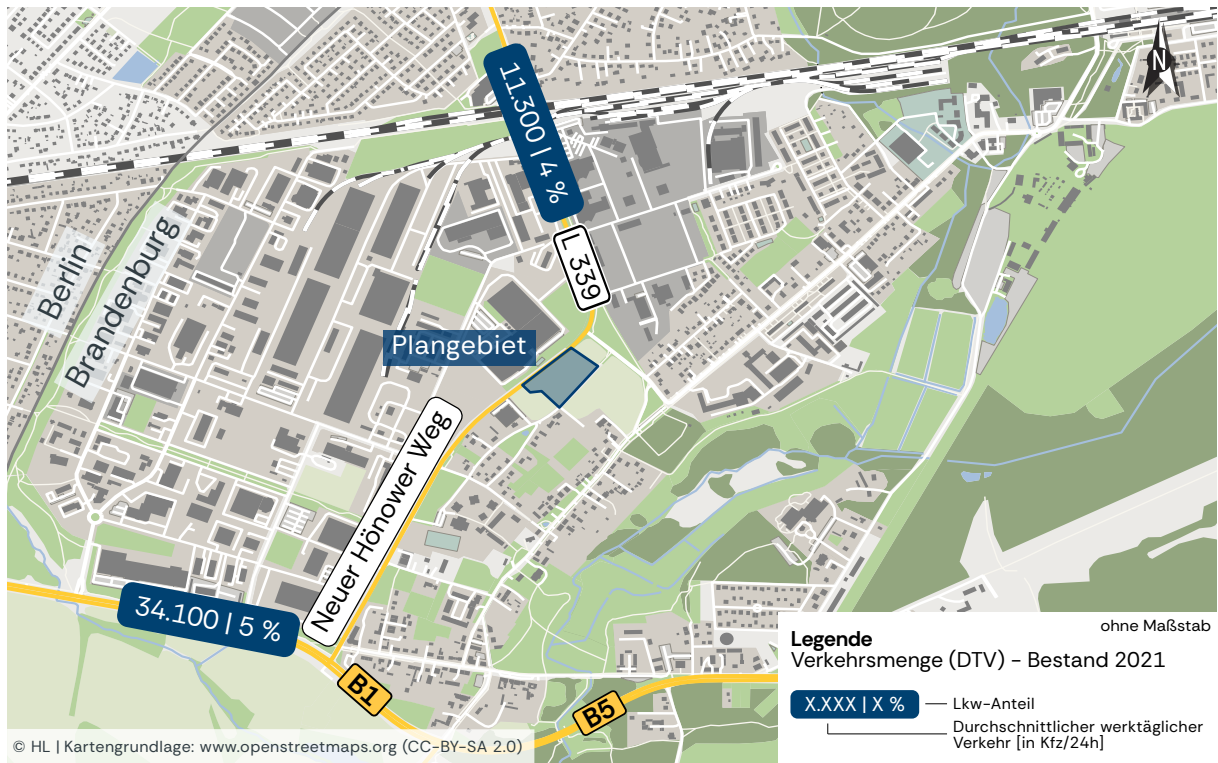 11.300 | 4 %
N
L 339
Berlin
Brandenburg
Plangebiet
Neuer Hönower Weg
34.100 | 5 %
B1
B5
ohne Maßstab
Legende
Verkehrsmenge (DTV) - Bestand 2021
X.XXX | X %
Lkw-Anteil
Durchschnittlicher werktäglicher
Verkehr [in Kfz/24h]
© HL | Kartengrundlage: www.openstreetmaps.org (CC-BY-SA 2.0)